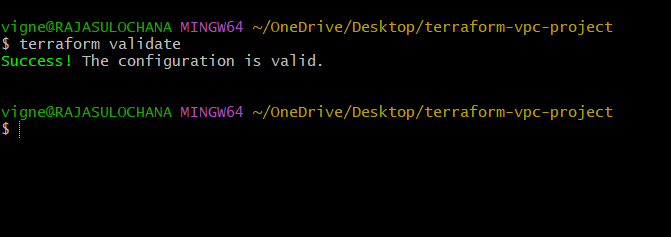 vigne@RAJASULOCHANA MINGW64 ~/OneDrive/Desktop/terraform-vpc-project
$ terraform validate
Success! The configuration is valid.
vigne@RAJASULOCHANA MINGW64 ~/OneDrive/Desktop/terraform-vpc-project
$